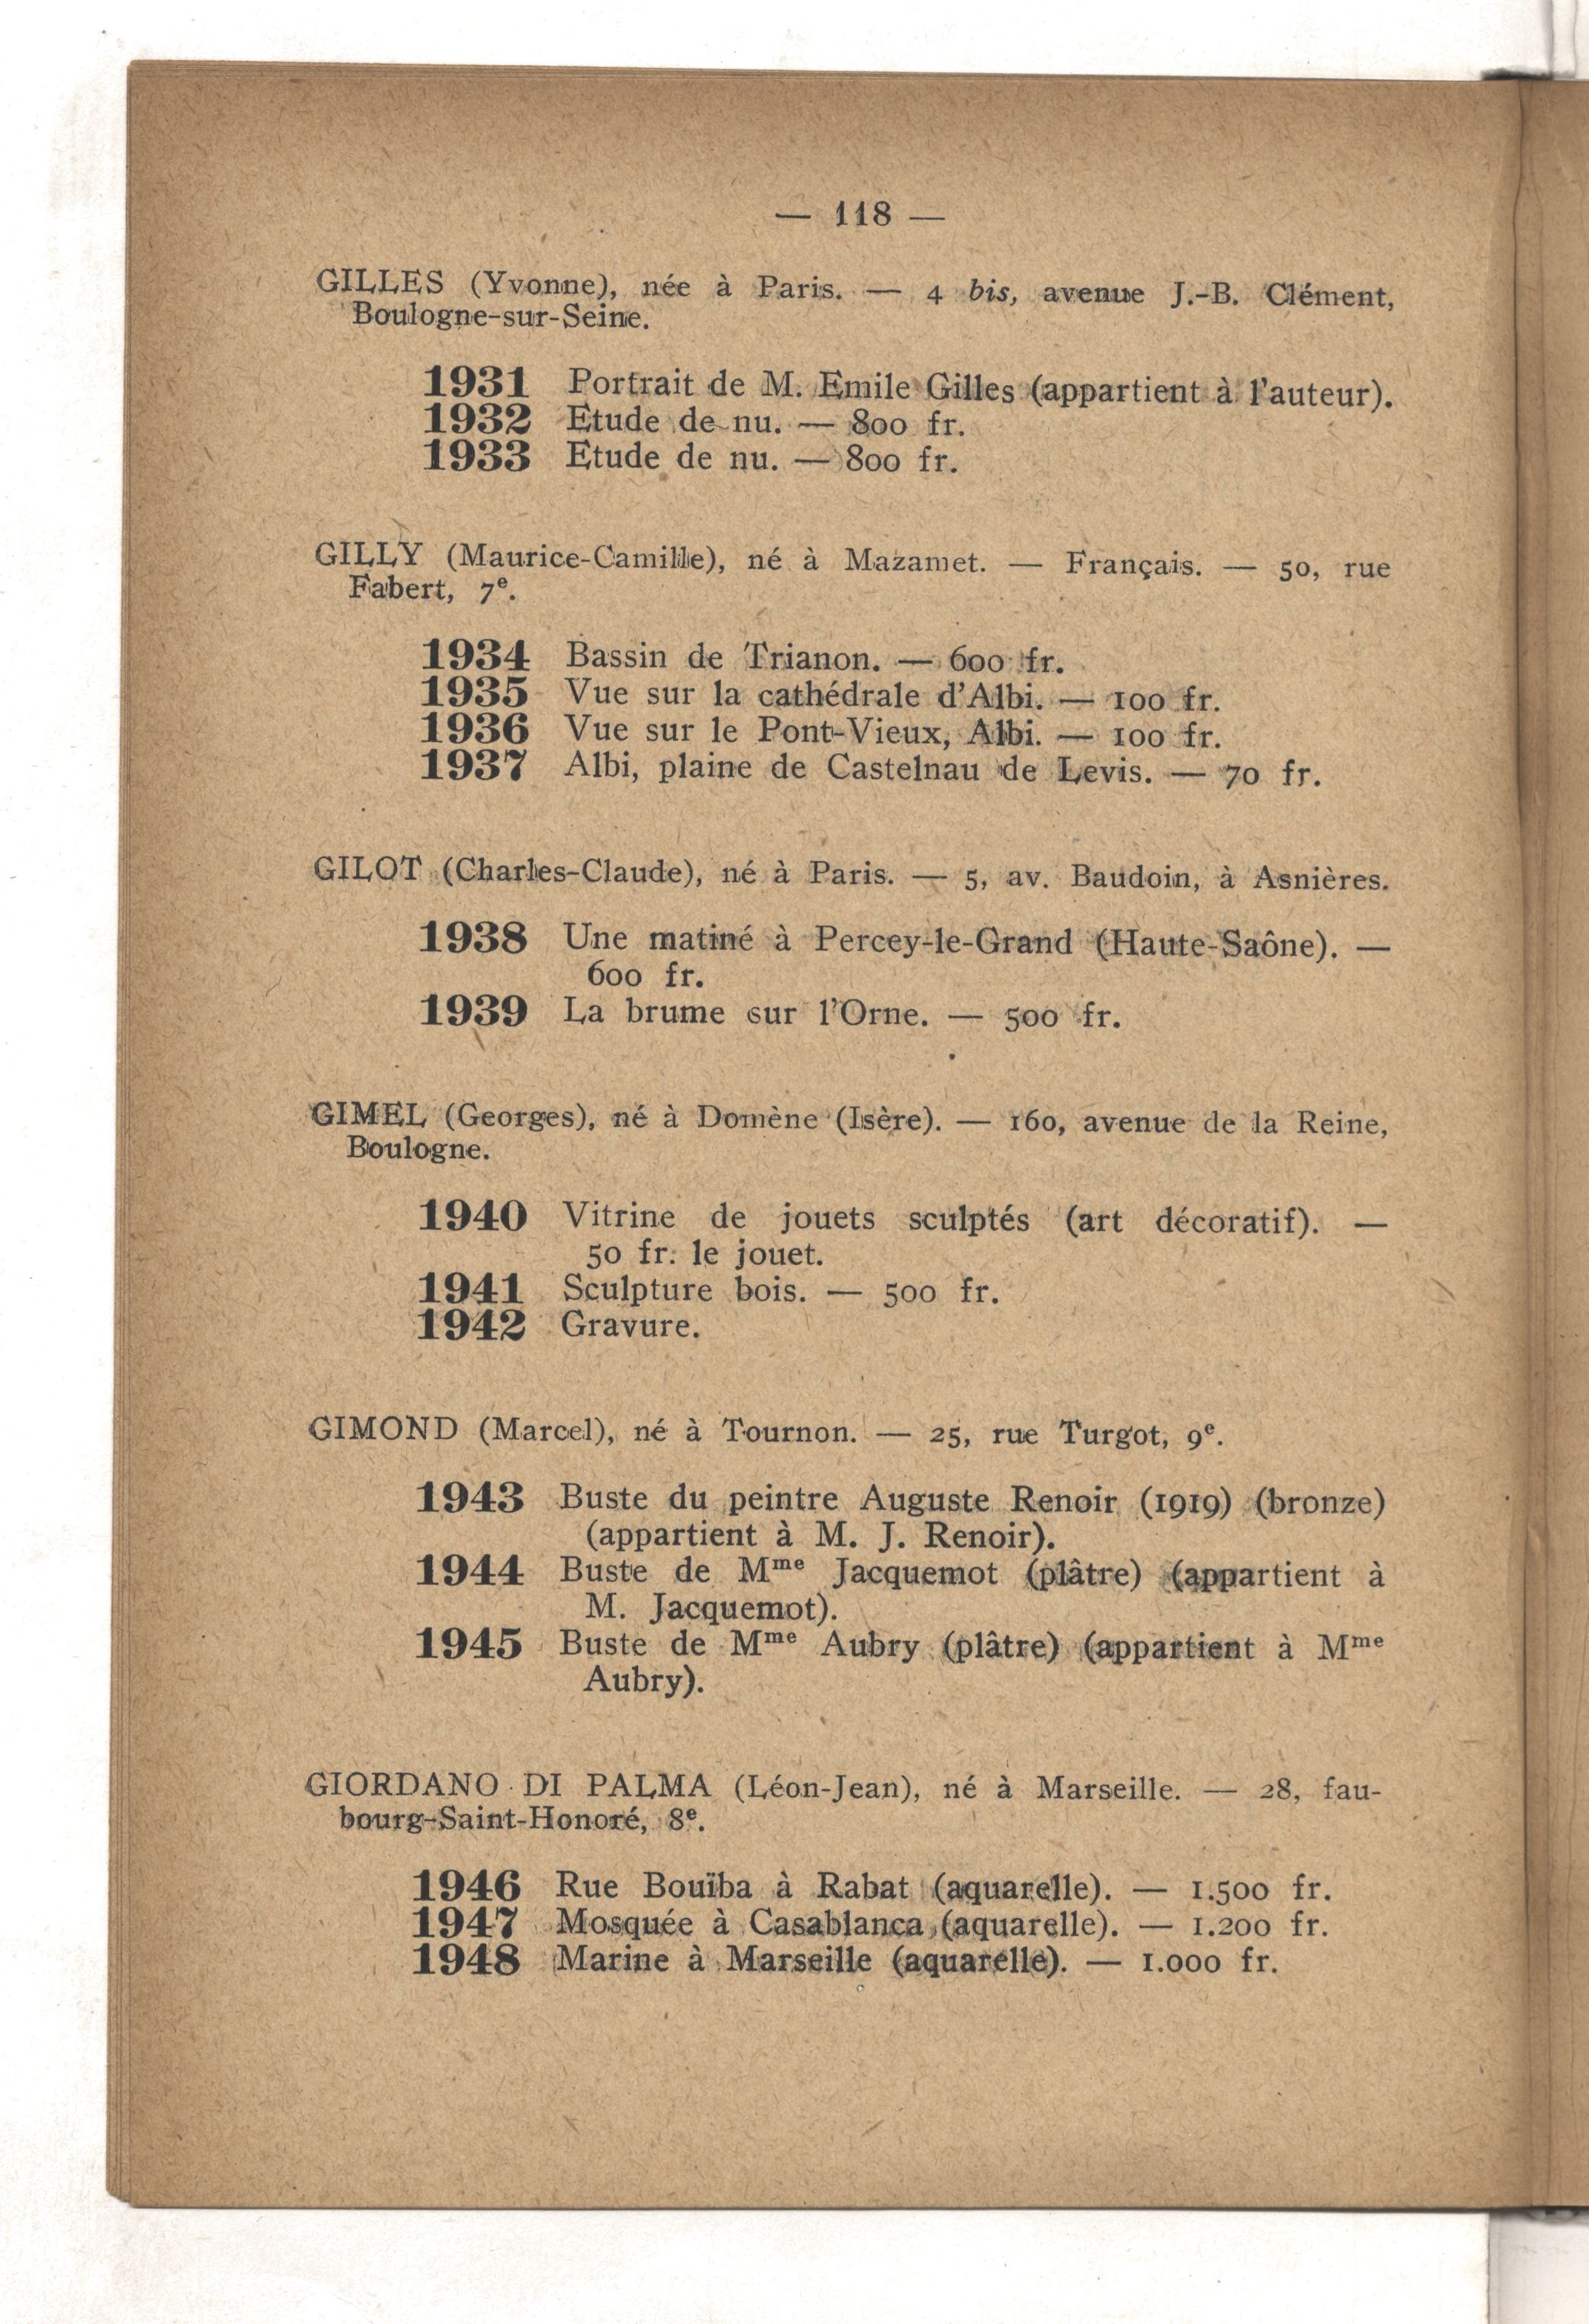 — 118 —
GILLES (Yvonne), née à Paris. — 4 bis, avenue J.-B. Clément,
Boulogne-sur-Seine.
1931 Portrait de M. Emile Gilles (appartient à l'auteur).
1932 Etude de nu. — 800 fr.
1933 Etude de nu. — 800 fr.
GILLY (Maurice-Camille), né à Mazamet. — Français. — 50, rue
Fabert, 7e.
1934 Bassin de Trianon. — 600 fr.
1935 Vue sur la cathédrale d'Albi. — 100 fr.
1936 Vue sur le Pont-Vieux, Albi. — 100 fr.
1937 Albi, plaine de Castelnau de Levis. — 70 fr.
GILOT (Charles-Claude), né à Paris. — 5, av. Baudoin, à Asnières.
1938 Une matiné à Percey-le-Grand (Haute-Saône). —
600 fr.
1939 La brume sur l'Orne. — 500 fr.
GIMEL (Georges), né à Domène (Isère). — 160, avenue de la Reine,
Boulogne.
1940 Vitrine de jouets sculptés (art décoratif). —
50 fr. le jouet.
1941 Sculpture bois. — 500 fr.
1942 Gravure.
GIMOND (Marcel), né à Tournon. — 25, rue Turgot, 9e.
1943 Buste du peintre Auguste Renoir (1919) (bronze)
(appartient à M. J. Renoir).
1944 Buste de Mme Jacquemot (plâtre) (appartient à
M. Jacquemot).
1945 Buste de Mme Aubry (plâtre) (appartient à Mme
Aubry).
GIORDANO DI PALMA (Léon-Jean), né à Marseille. — 28, fau-
bourg-Saint-Honoré, 8e.
1946 Rue Bouïba à Rabat (aquarelle). — 1.500 fr.
1947 Mosquée à Casablanca (aquarelle). — 1.200 fr.
1948 Marine à Marseille (aquarelle). — 1.000 fr.